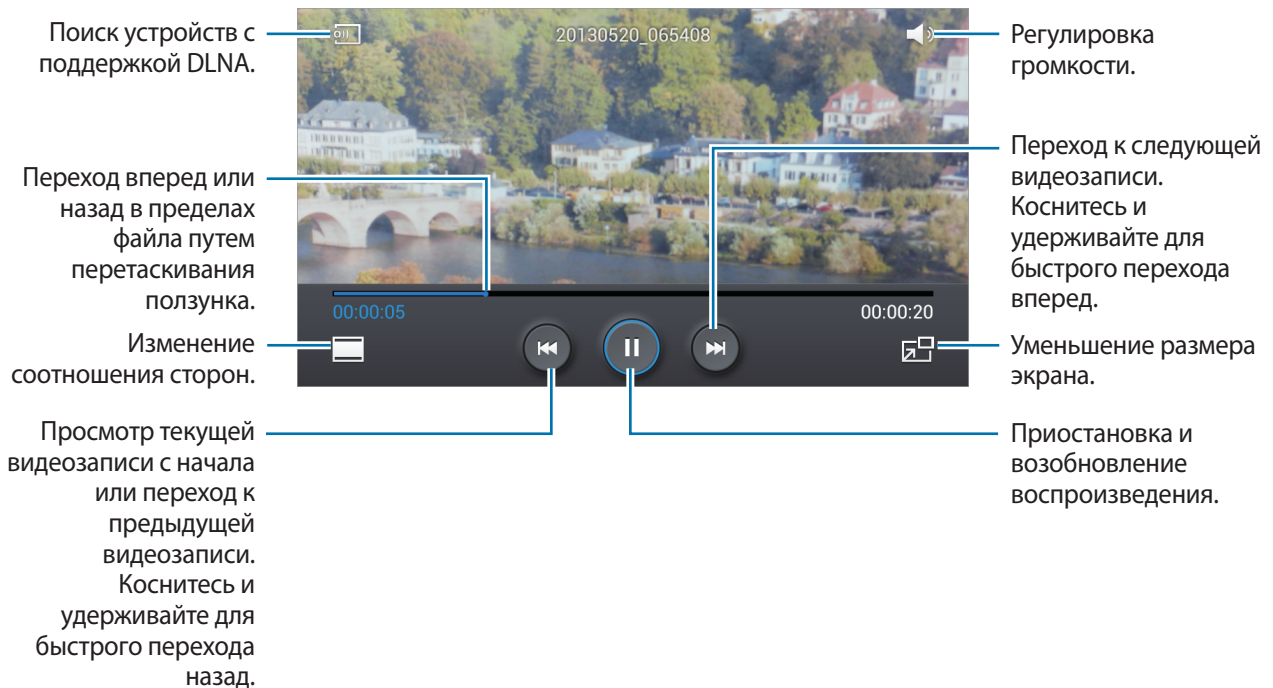 Поиск устройств с
поддержкой DLNA.
20130520_065408
Регулировка
громкости.
Переход вперед или
назад в пределах
файла путем
перетаскивания
ползунка.
Переход к следующей
видеозаписи.
Коснитесь и
удерживайте для
быстрого перехода
вперед.
00:00:05
00:00:20
Изменение
соотношения сторон.
Уменьшение размера
экрана.
Просмотр текущей
видеозаписи с начала
или переход к
предыдущей
видеозаписи.
Коснитесь и
удерживайте для
быстрого перехода
назад.
Приостановка и
возобновление
воспроизведения.